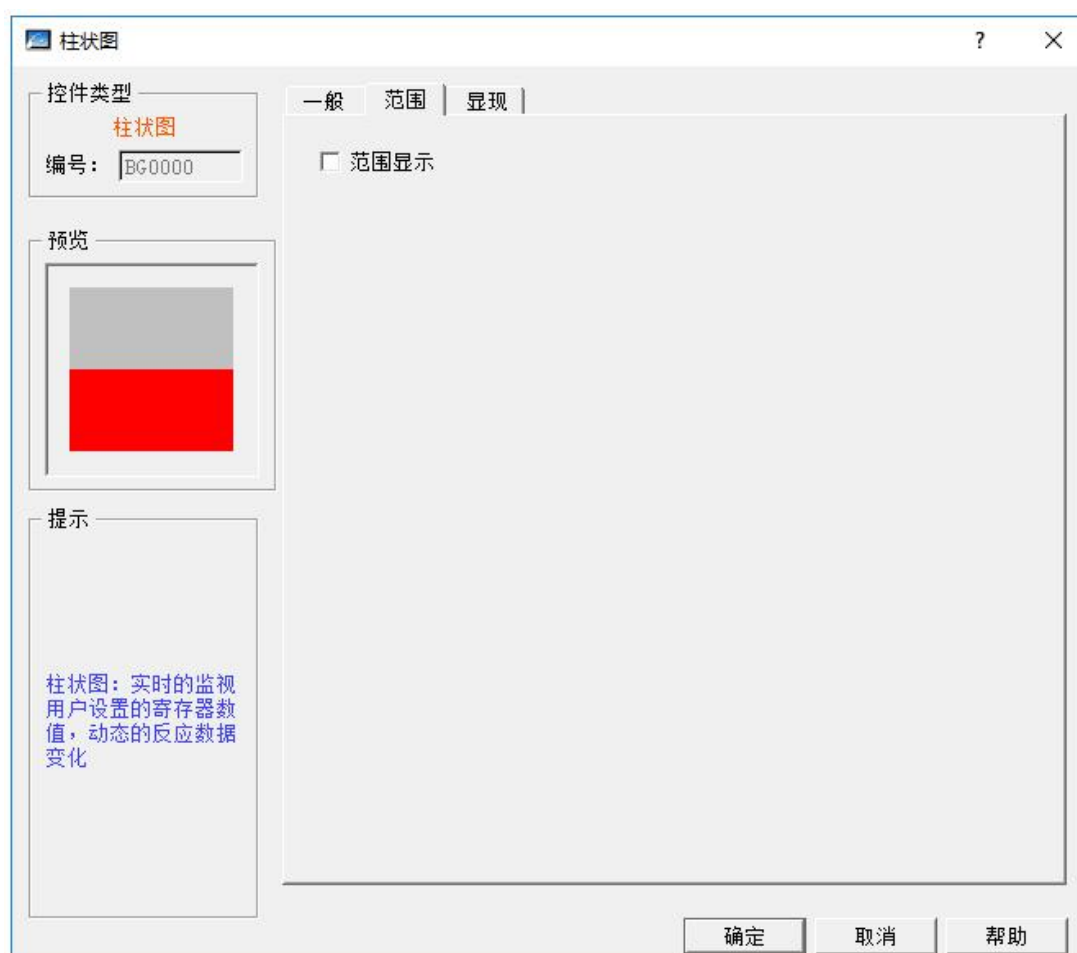 柱状图
?
控件类型
柱状图
编号： BG0000
预览
提示
柱状图：实时的监视
用户设置的寄存器数
值，动态的反应数据
变化
一般 范围 显现
范围显示
确定 取消 帮助